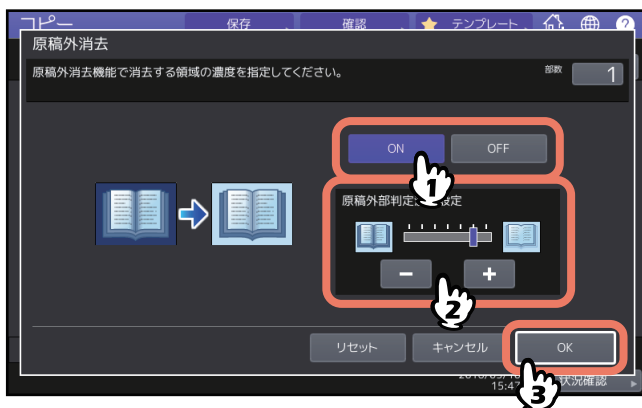 コピー 保存 確認 テンプレート ?
原稿外消去
原稿外消去機能で消去する領域の濃度を指定してください。
部数 1
ON OFF
1
原稿外部判定 設定
− +
2
リセット キャンセル OK
15:47 状況確認
3